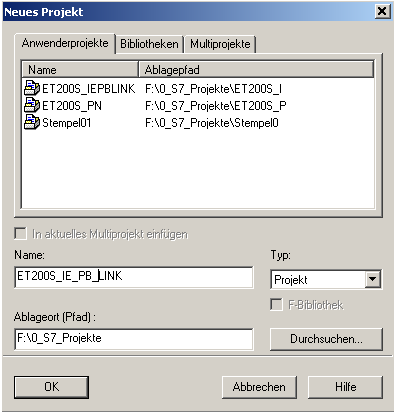 Neues Projekt
Anwenderprojekte Bibliotheken Multiprojekte
Name Ablagepfad
ET200S_IEPBLINK F:\0_S7_Projekte\ET200S_I
ET200S_PN F:\0_S7_Projekte\ET200S_P
Stempel01 F:\0_S7_Projekte\Stempel0
In aktuelles Multiprojekt einfügen
Name: Typ:
ET200S_IE_PB_LINK Projekt
F-Bibliothek
Ablageort (Pfad) :
F:\0_S7_Projekte Durchsuchen...
OK Abbrechen Hilfe